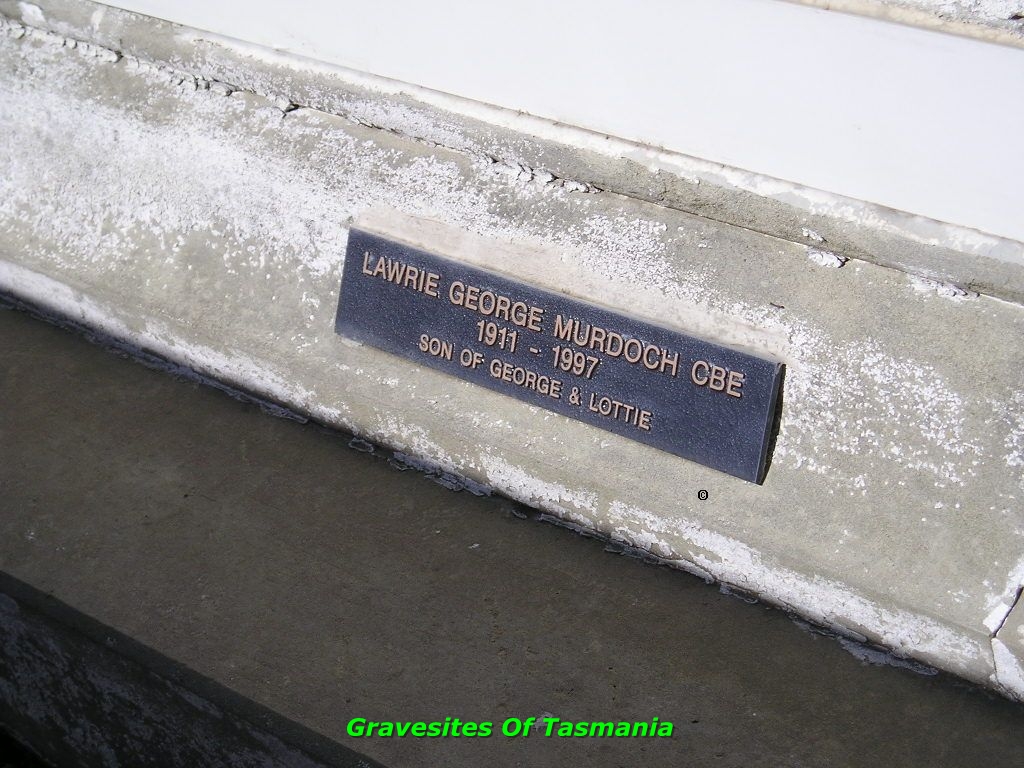 LAWRIE GEORGE MURDOCH CBE
1911 - 1997
SON OF GEORGE & LOTTIE
©
Gravesites Of Tasmania